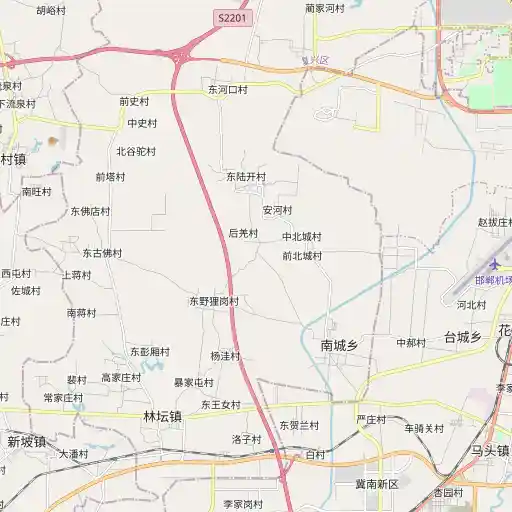 胡峪村
蔺家河村
S2201
复兴区
流泉村
东河口村
下流泉村
前史村
中史村
北谷驼村
村镇
前塔村
东陆开村
南旺村
东佛店村
安河村
赵拔庄村
后羌村
中北城村
东古佛村
前北城村
西屯村
上蒋村
邯郸机场
佐城村
东野狸岗村
河北村
南蒋村
庄村
花
南城乡
中郝村
台城乡
东彭厢村
杨洼村
裴村
高家庄村
暴家屯村
李家
常家庄村
东王女村
林坛镇
东贺兰村
严庄村
车骑关村
新坡镇
洛子村
大潘村
白村
马头镇
冀南新区
杏园村
李家岗村